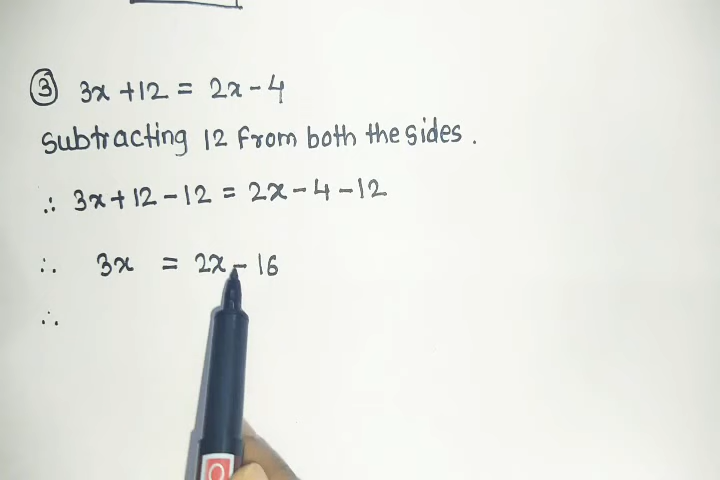 ③ 3x + 12 = 2x - 4
Subtracting 12 from both the sides.
∴ 3x + 12 - 12 = 2x - 4 - 12
∴ 3x = 2x - 16
∴